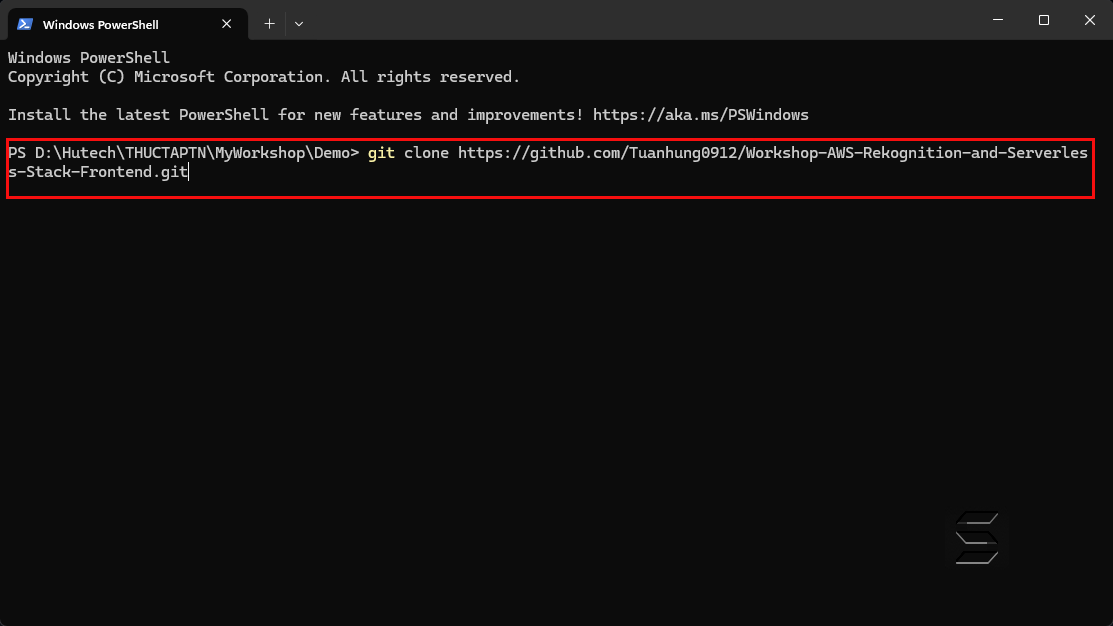 Windows PowerShell
Windows PowerShell
Copyright (C) Microsoft Corporation. All rights reserved.
Install the latest PowerShell for new features and improvements! https://aka.ms/PSWindows
PS D:\Hutech\THUCTAPTN\MyWorkshop\Demo> git clone https://github.com/Tuanhung0912/Workshop-AWS-Rekognition-and-Serverles
s-Stack-Frontend.git